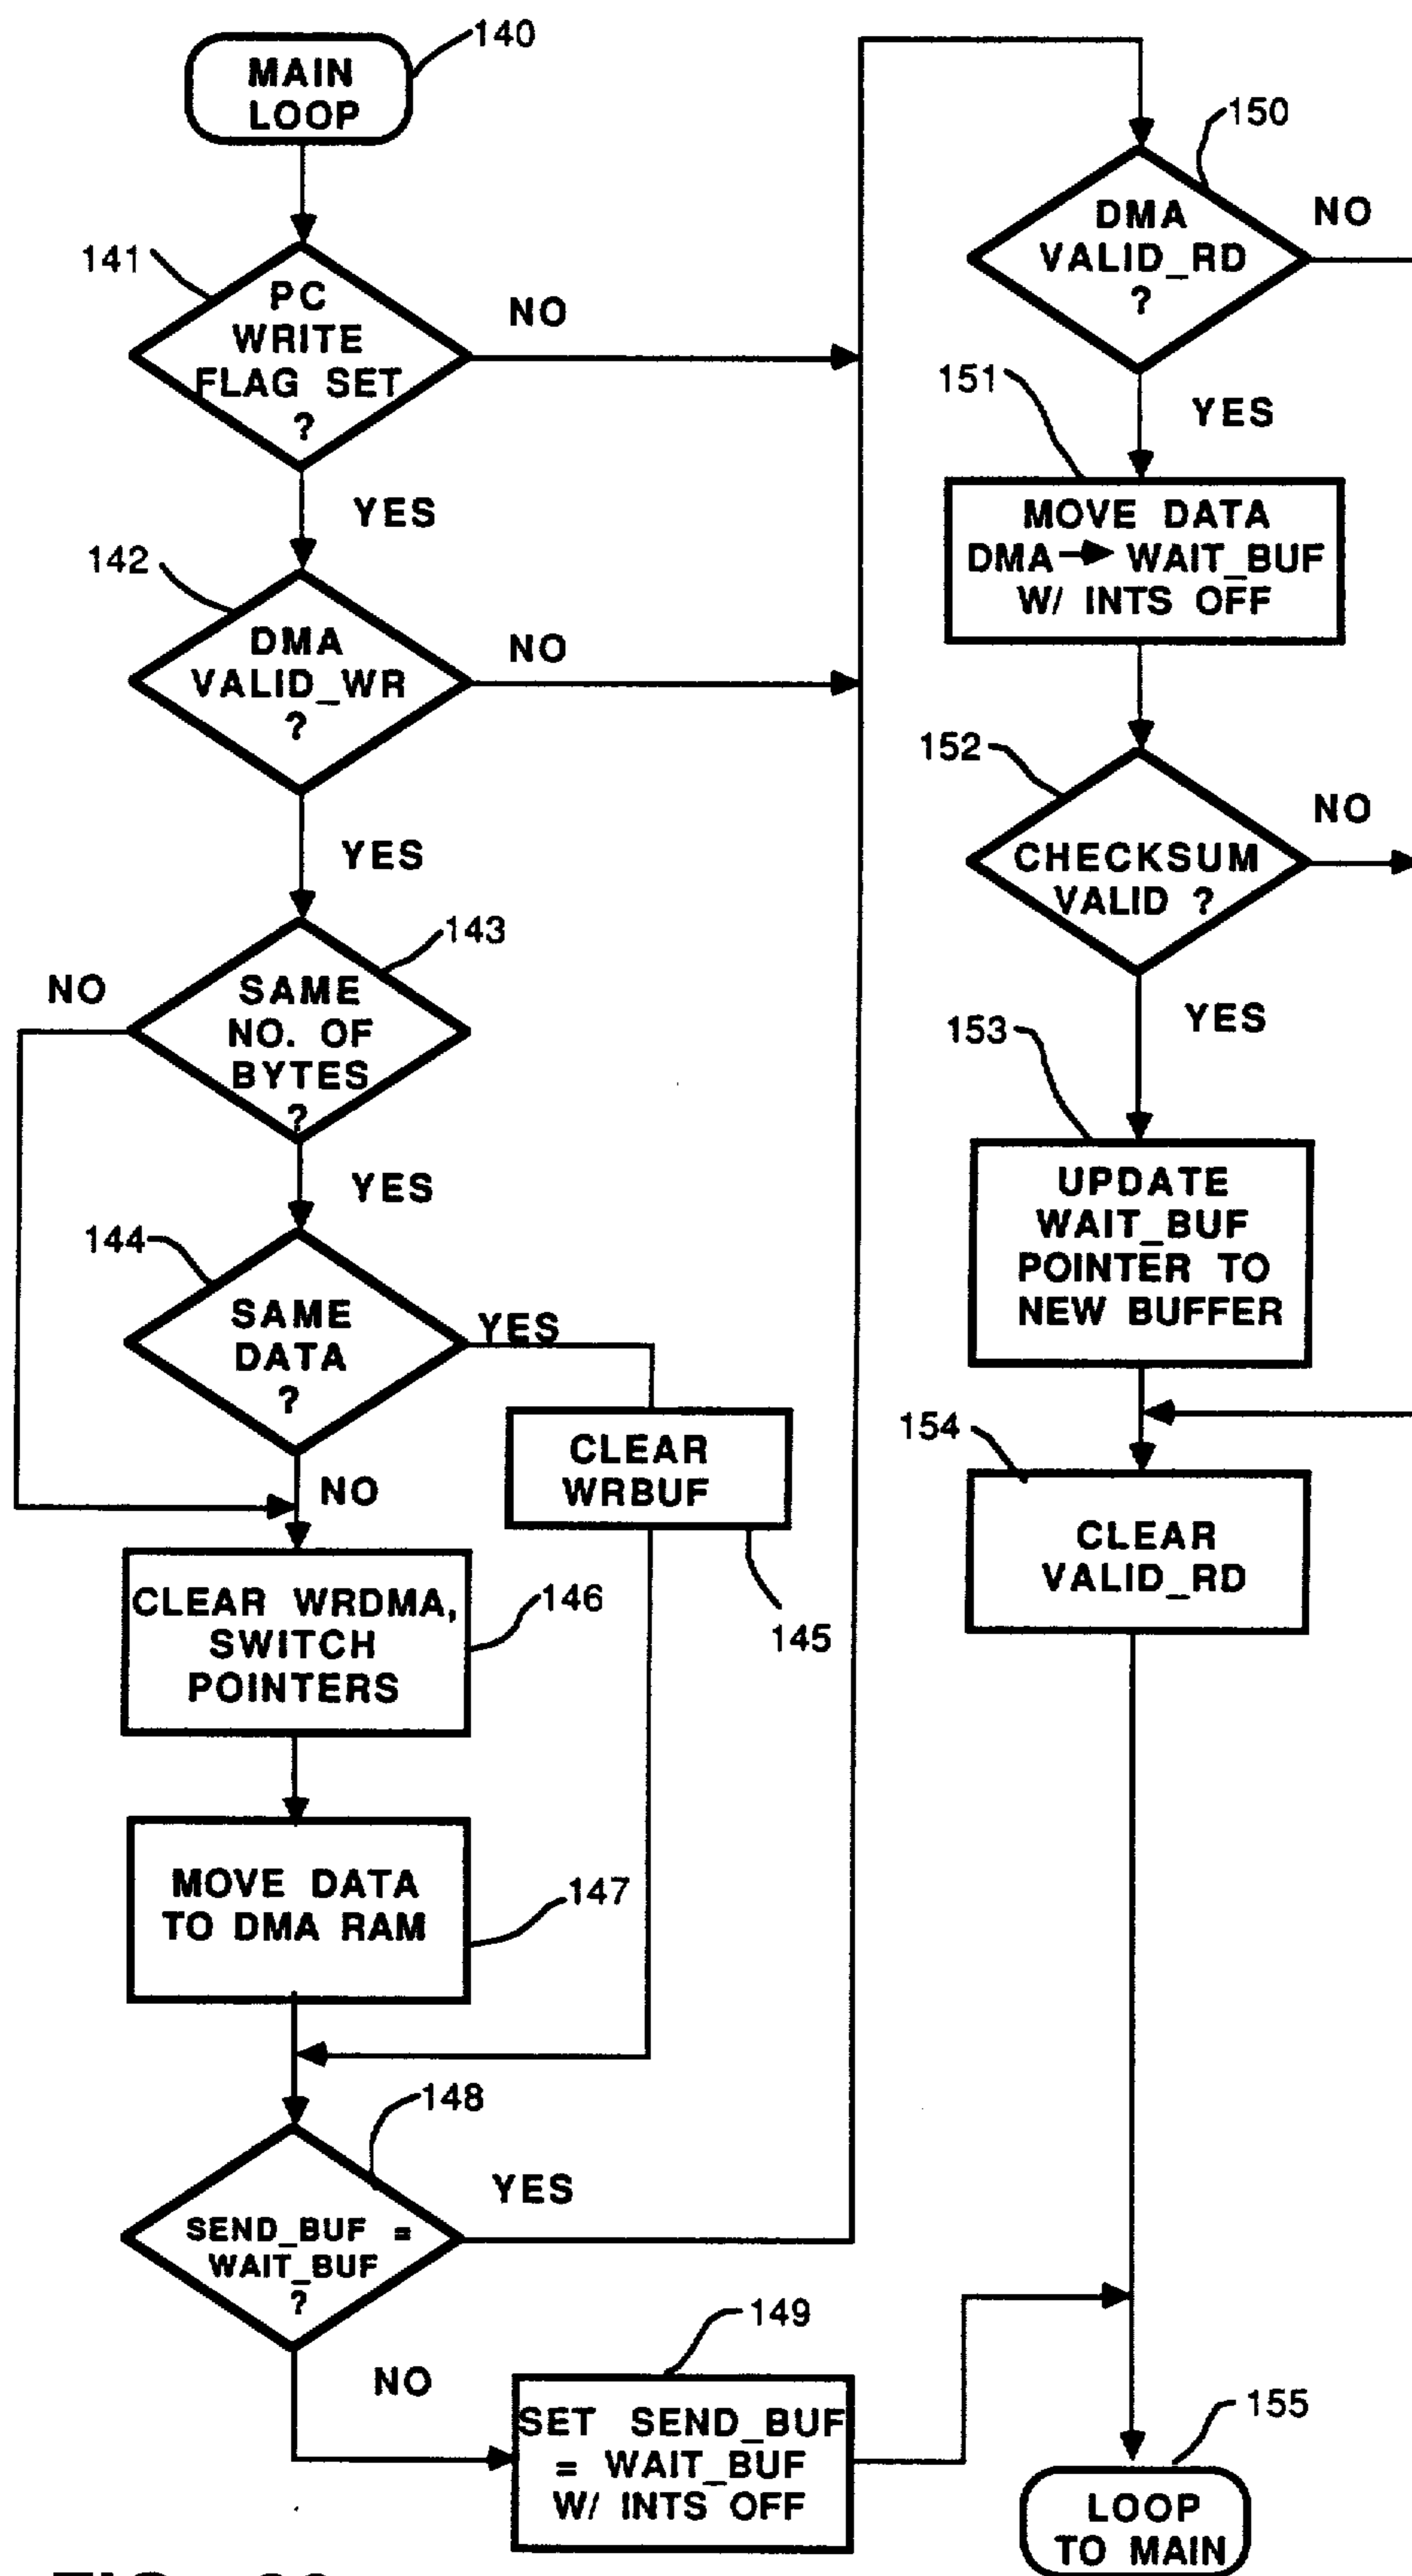 140
MAIN
LOOP
141
PC
WRITE
FLAG SET
?
NO
YES
142
DMA
VALID_WR
?
NO
YES
143
SAME
NO. OF
BYTES
?
NO
YES
144
SAME
DATA
?
YES
NO
CLEAR
WRBUF
145
CLEAR WRDMA,
SWITCH
POINTERS
146
MOVE DATA
TO DMA RAM
147
148
SEND_BUF =
WAIT_BUF
?
YES
NO
149
SET SEND_BUF
= WAIT_BUF
W/ INTS OFF
150
DMA
VALID_RD
?
NO
YES
151
MOVE DATA
DMA → WAIT_BUF
W/ INTS OFF
152
CHECKSUM
VALID ?
NO
YES
153
UPDATE
WAIT_BUF
POINTER TO
NEW BUFFER
154
CLEAR
VALID_RD
155
LOOP
TO MAIN